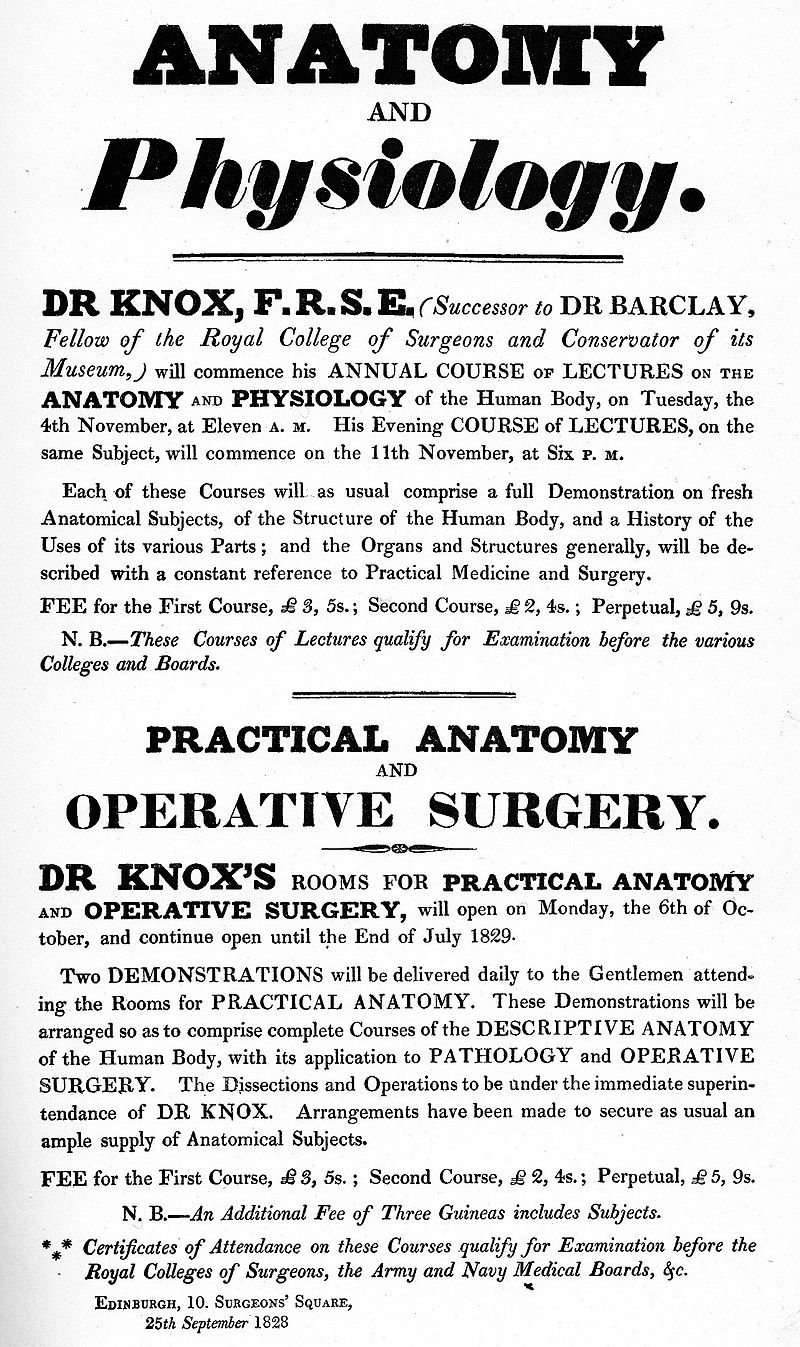 ANATOMY
AND
Physiology.
DR KNOX, F.R.S.E. (Successor to DR BARCLAY,
Fellow of the Royal College of Surgeons and Conservator of its
Museum,) will commence his ANNUAL COURSE OF LECTURES ON THE
ANATOMY AND PHYSIOLOGY of the Human Body, on Tuesday, the
4th November, at Eleven A. M. His Evening COURSE of LECTURES, on the
same Subject, will commence on the 11th November, at Six P. M.
Each of these Courses will as usual comprise a full Demonstration on fresh
Anatomical Subjects, of the Structure of the Human Body, and a History of the
Uses of its various Parts; and the Organs and Structures generally, will be de-
scribed with a constant reference to Practical Medicine and Surgery.
FEE for the First Course, £3, 5s.; Second Course, £2, 4s.; Perpetual, £5, 9s.
N. B.—These Courses of Lectures qualify for Examination before the various
Colleges and Boards.
PRACTICAL ANATOMY
AND
OPERATIVE SURGERY.
DR KNOX'S ROOMS FOR PRACTICAL ANATOMY
AND OPERATIVE SURGERY, will open on Monday, the 6th of Oc-
tober, and continue open until the End of July 1829.
Two DEMONSTRATIONS will be delivered daily to the Gentlemen attend-
ing the Rooms for PRACTICAL ANATOMY. These Demonstrations will be
arranged so as to comprise complete Courses of the DESCRIPTIVE ANATOMY
of the Human Body, with its application to PATHOLOGY and OPERATIVE
SURGERY. The Dissections and Operations to be under the immediate superin-
tendance of DR KNOX. Arrangements have been made to secure as usual an
ample supply of Anatomical Subjects.
FEE for the First Course, £3, 5s.; Second Course, £2, 4s.; Perpetual, £5, 9s.
N. B.—An Additional Fee of Three Guineas includes Subjects.
*** Certificates of Attendance on these Courses qualify for Examination before the
Royal Colleges of Surgeons, the Army and Navy Medical Boards, &c.
EDINBURGH, 10. SURGEONS' SQUARE,
25th September 1828